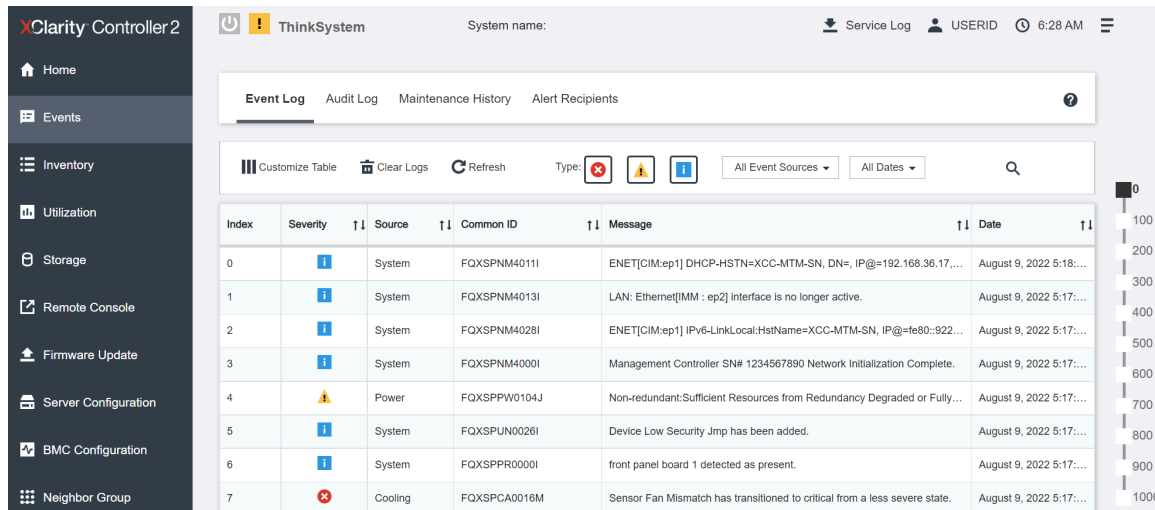 XClarity Controller 2
ThinkSystem System name: Service Log USERID 6:28 AM
Home
Events
Inventory
Utilization
Storage
Remote Console
Firmware Update
Server Configuration
BMC Configuration
Neighbor Group
Event Log Audit Log Maintenance History Alert Recipients
Customize Table Clear Logs Refresh Type: All Event Sources All Dates
Index Severity Source Common ID Message Date
0 System FQXSPNM4011I ENET[CIM:ep1] DHCP-HSTN=XCC-MTM-SN, DN=, IP@=192.168.36.17,... August 9, 2022 5:18:...
1 System FQXSPNM4013I LAN: Ethernet[IMM : ep2] interface is no longer active. August 9, 2022 5:17:...
2 System FQXSPNM4028I ENET[CIM:ep1] IPv6-LinkLocal:HstName=XCC-MTM-SN, IP@=fe80::922... August 9, 2022 5:17:...
3 System FQXSPNM4000I Management Controller SN# 1234567890 Network Initialization Complete. August 9, 2022 5:17:...
4 Power FQXSPPW0104J Non-redundant:Sufficient Resources from Redundancy Degraded or Fully... August 9, 2022 5:17:...
5 System FQXSPUN0026I Device Low Security Jmp has been added. August 9, 2022 5:17:...
6 System FQXSPPR0000I front panel board 1 detected as present. August 9, 2022 5:17:...
7 Cooling FQXSPCA0016M Sensor Fan Mismatch has transitioned to critical from a less severe state. August 9, 2022 5:17:...
0
100
200
300
400
500
600
700
800
900
1000